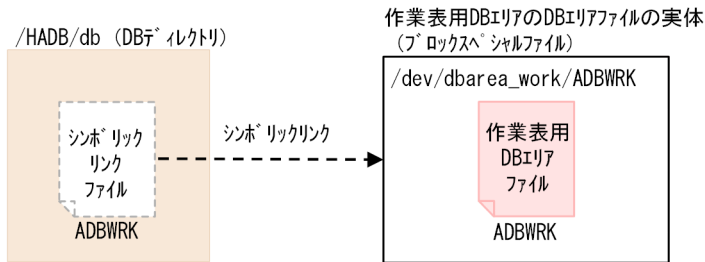 作業表用DBエリアのDBエリアファイルの実体
/HADB/db（DBディレクトリ）
（ブロックスペシャルファイル）
/dev/dbarea_work/ADBWRK
シンボリック
リンク
ファイル
シンボリックリンク
作業表用
DBエリア
ファイル
ADBWRK
ADBWRK